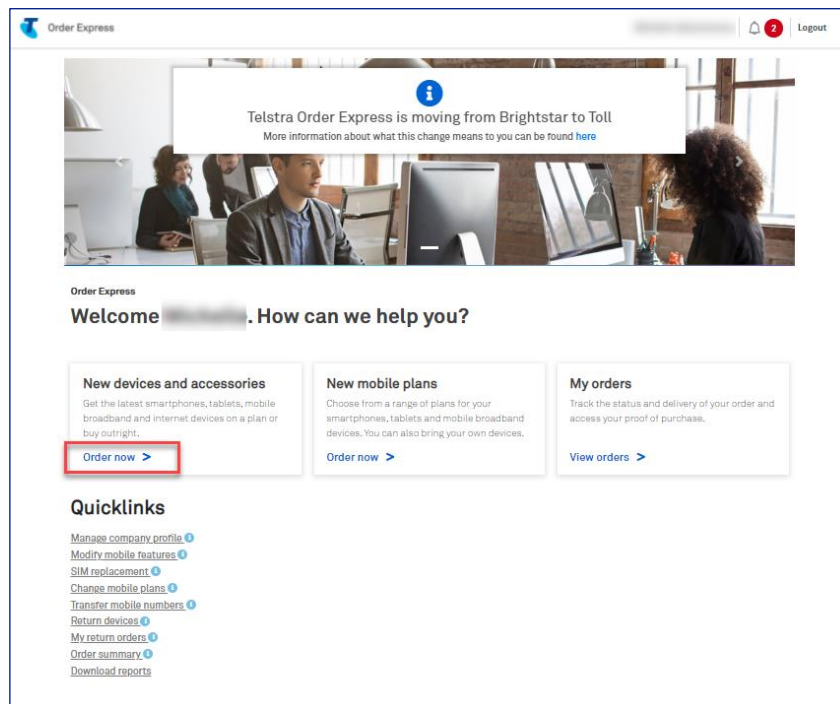 Order Express
2
Logout
Telstra Order Express is moving from Brightstar to Toll
More information about what this change means to you can be found here
Order Express
Welcome . How can we help you?
New devices and accessories
Get the latest smartphones, tablets, mobile
broadband and internet devices on a plan or
buy outright.
Order now >
New mobile plans
Choose from a range of plans for your
smartphones, tablets and mobile broadband
devices. You can also bring your own devices.
Order now >
My orders
Track the status and delivery of your order and
access your proof of purchase.
View orders >
Quicklinks
Manage company profile
Modify mobile features
SIM replacement
Change mobile plans
Transfer mobile numbers
Return devices
My return orders
Order summary
Download reports